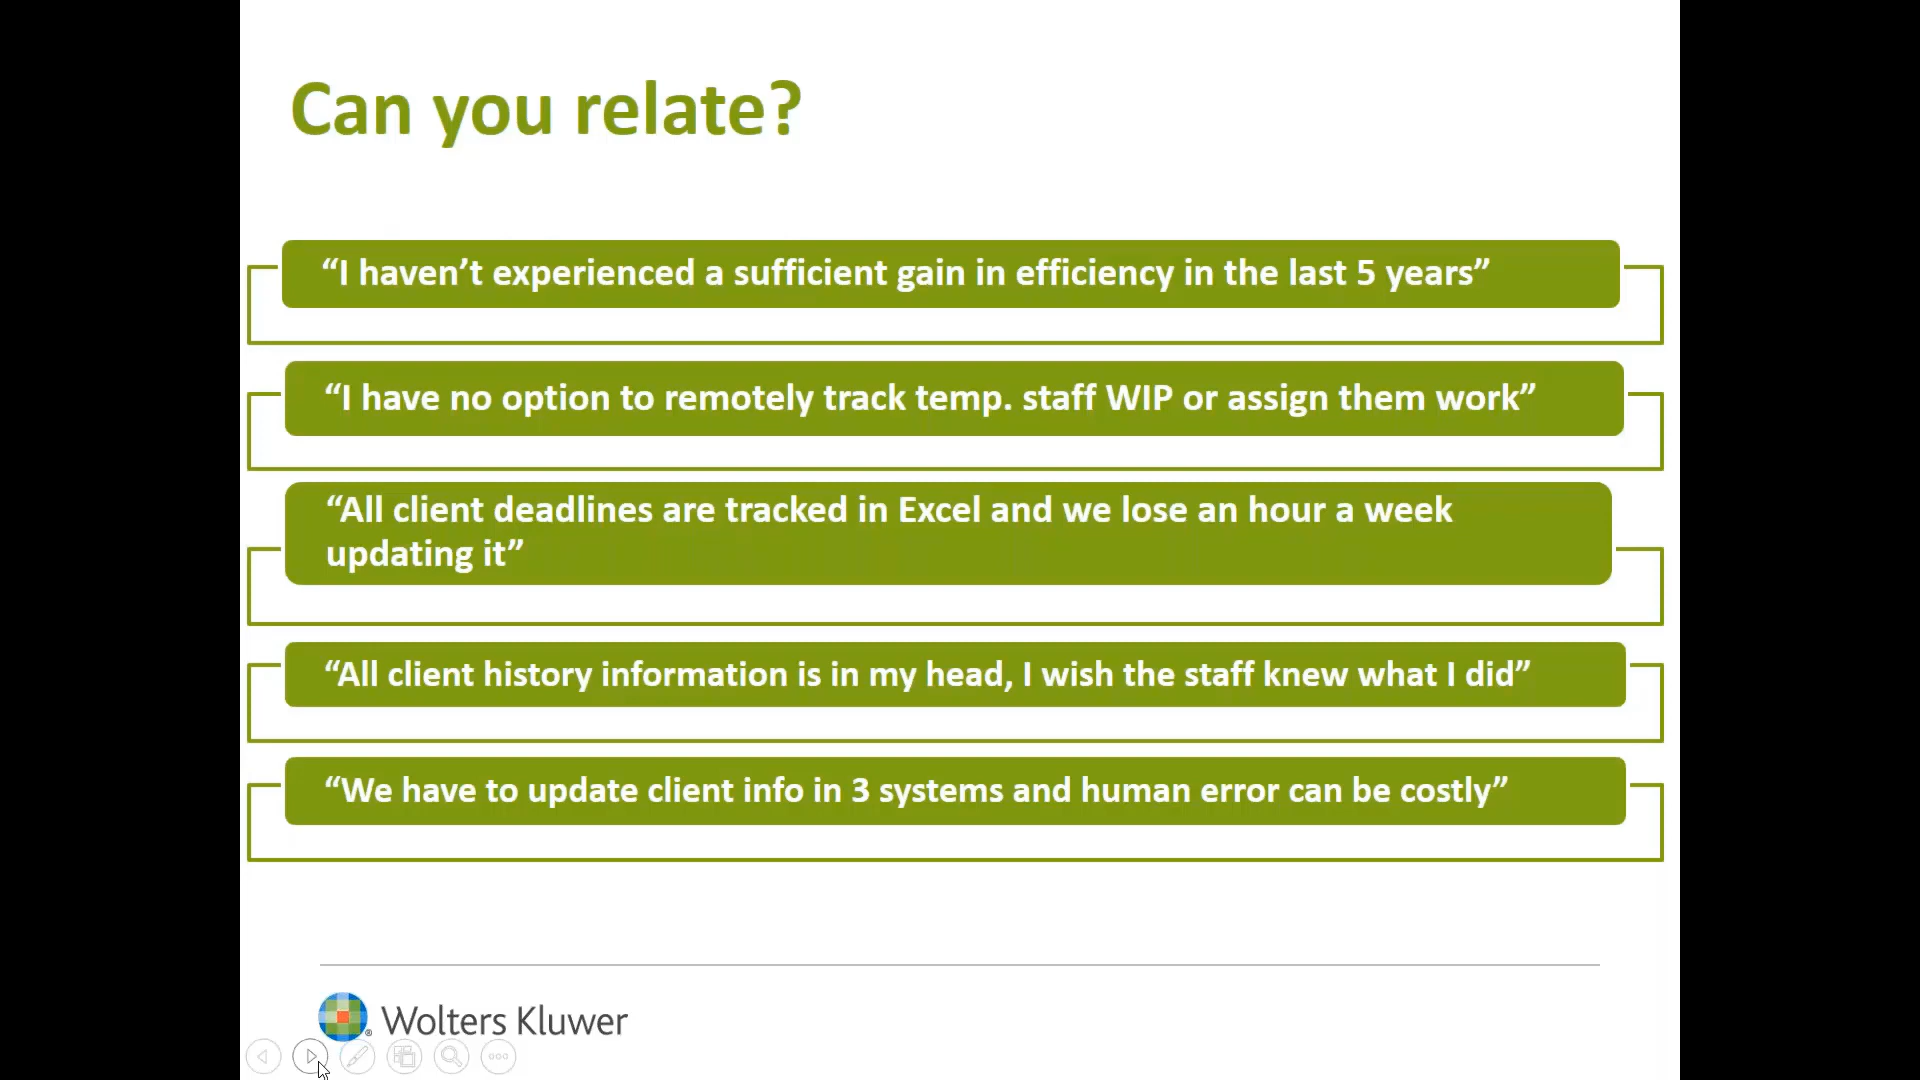 Can you relate?
“I haven’t experienced a sufficient gain in efficiency in the last 5 years”
“I have no option to remotely track temp. staff WIP or assign them work”
“All client deadlines are tracked in Excel and we lose an hour a week
updating it”
“All client history information is in my head, I wish the staff knew what I did”
“We have to update client info in 3 systems and human error can be costly”
® Wolters Kluwer